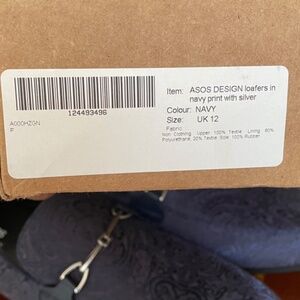 Item: ASOS DESIGN loafers in
navy print with silver
124493496
Colour: NAVY
A000HZGN
Size: UK 12
F
Fabric
Non Clothing Upper 100% Textile Lining 80%
Polyurethane 20% Textile Sole 100% Rubber